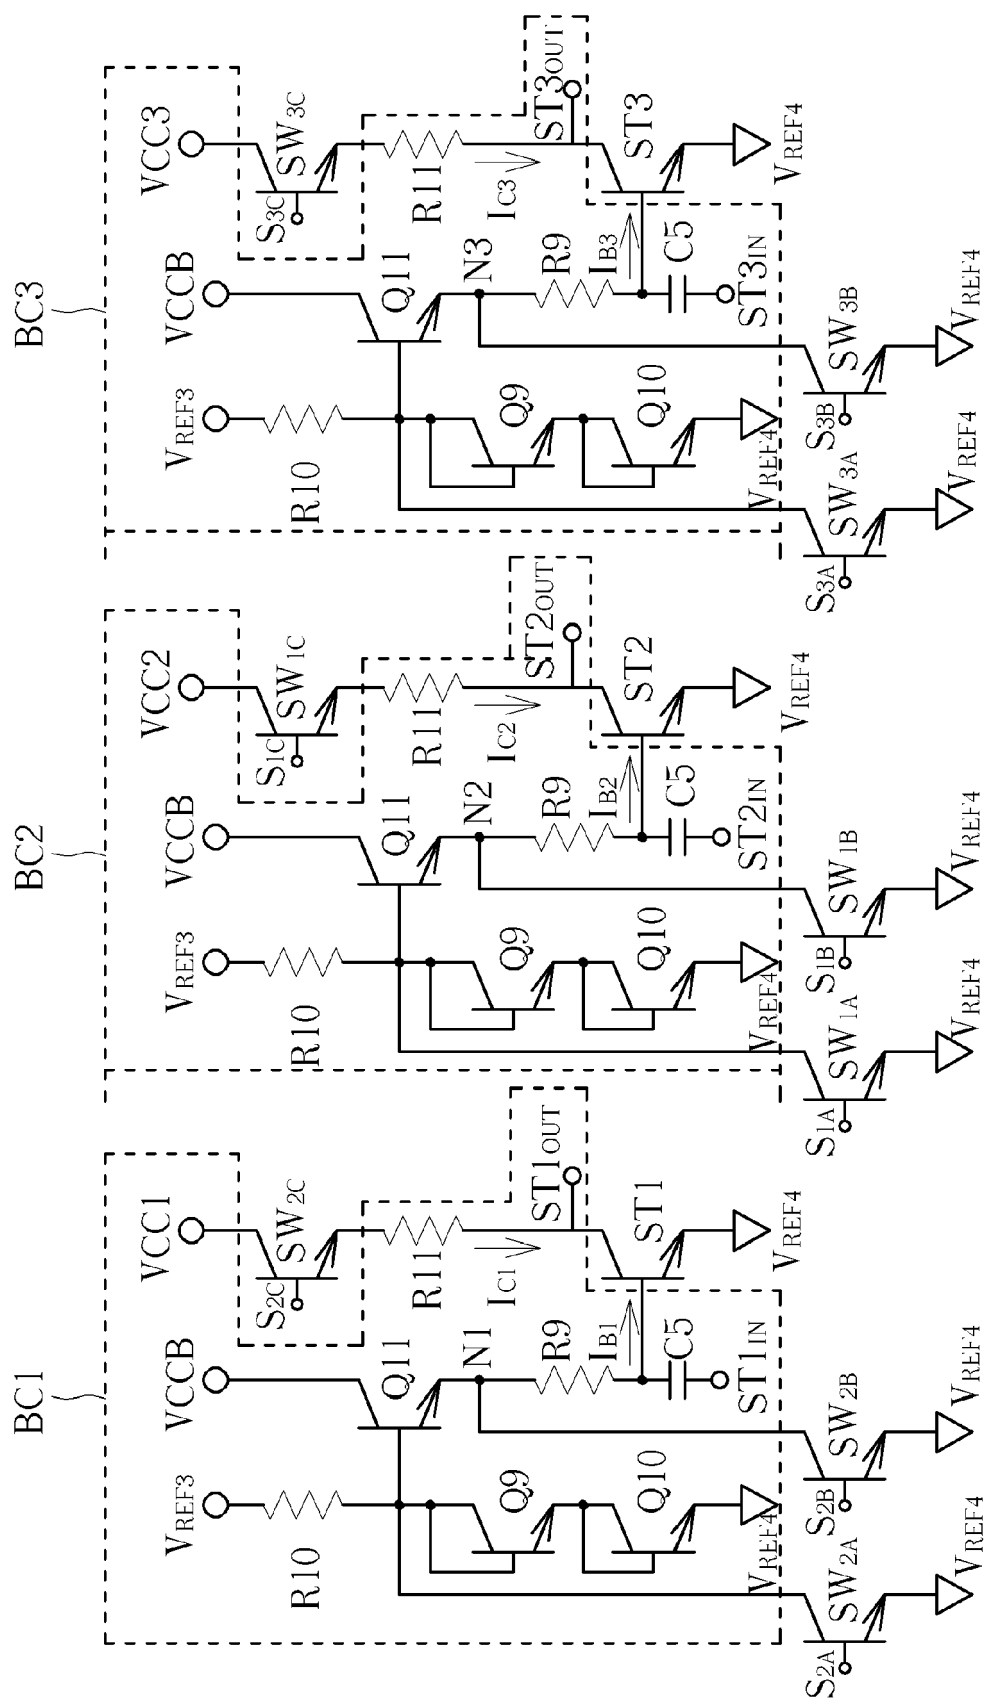 BC3
VCC3
VCCB
VREF3
S3C
SW3C
R10
Q11
R11
IC3
ST3OUT
N3
R9
IB3
ST3
Q9
Q10
C5
ST3IN
VREF4
VREF4
S3B
SW3B
VREF4
S3A
SW3A
VREF4
BC2
VCC2
VCCB
VREF3
S1C
SW1C
R10
Q11
R11
IC2
ST2OUT
N2
R9
IB2
ST2
Q9
Q10
C5
ST2IN
VREF4
VREF4
S1B
SW1B
VREF4
S1A
SW1A
VREF4
BC1
VCC1
VCCB
VREF3
S2C
SW2C
R10
Q11
R11
IC1
ST1OUT
N1
R9
IB1
ST1
Q9
Q10
C5
ST1IN
VREF4
VREF4
S2B
SW2B
VREF4
S2A
SW2A
VREF4